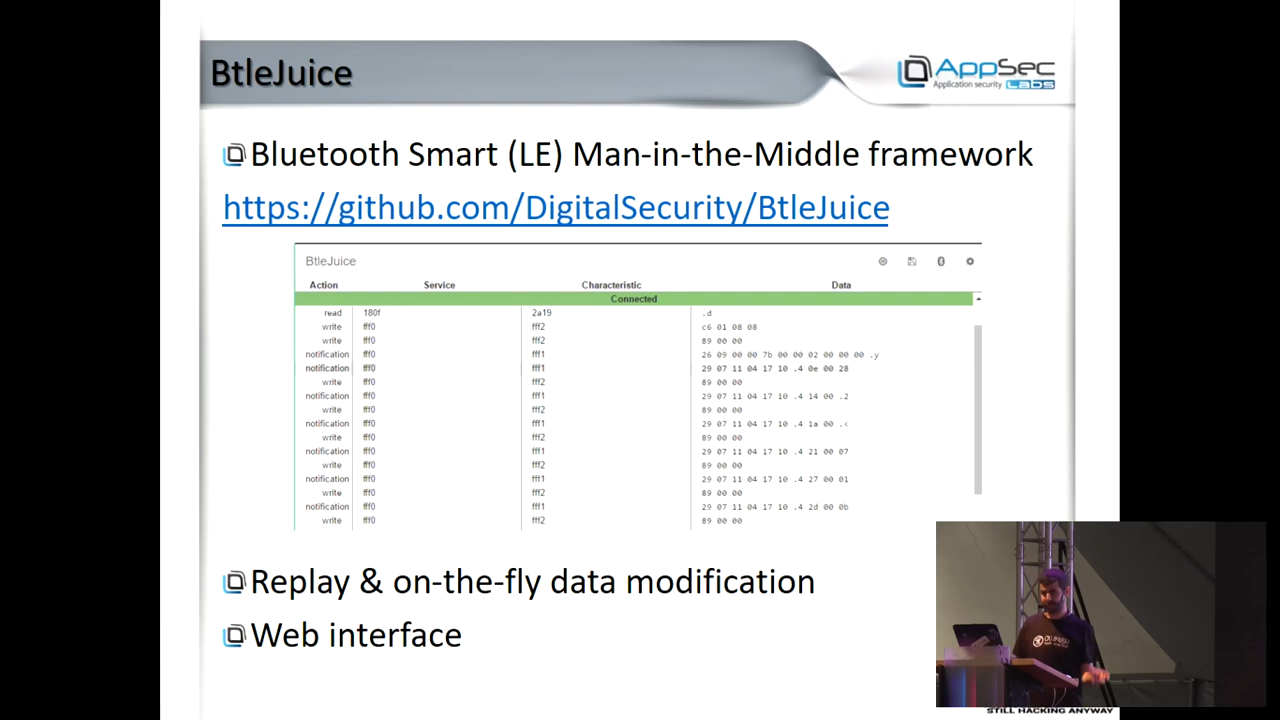 BtleJuice
AppSec
Application security Labs
Bluetooth Smart (LE) Man-in-the-Middle framework
https://github.com/DigitalSecurity/BtleJuice
BtleJuice
Action Service Characteristic Data
Connected
read 180f 2a19 .d
write fff0 fff2 c6 01 08 08
write fff0 fff2 89 00 00
notification fff0 fff1 26 09 00 00 7b 00 00 02 00 00 00 .y
notification fff0 fff1 29 07 11 04 17 10 .4 0e 00 28
write fff0 fff2 89 00 00
notification fff0 fff1 29 07 11 04 17 10 .4 14 00 .2
write fff0 fff2 89 00 00
notification fff0 fff1 29 07 11 04 17 10 .4 1a 00 .<
write fff0 fff2 89 00 00
notification fff0 fff1 29 07 11 04 17 10 .4 21 00 07
write fff0 fff2 89 00 00
notification fff0 fff1 29 07 11 04 17 10 .4 27 00 01
write fff0 fff2 89 00 00
notification fff0 fff1 29 07 11 04 17 10 .4 2d 00 0b
write fff0 fff2 89 00 00
Replay & on-the-fly data modification
Web interface
OWASP
STILL HACKING ANYWAY